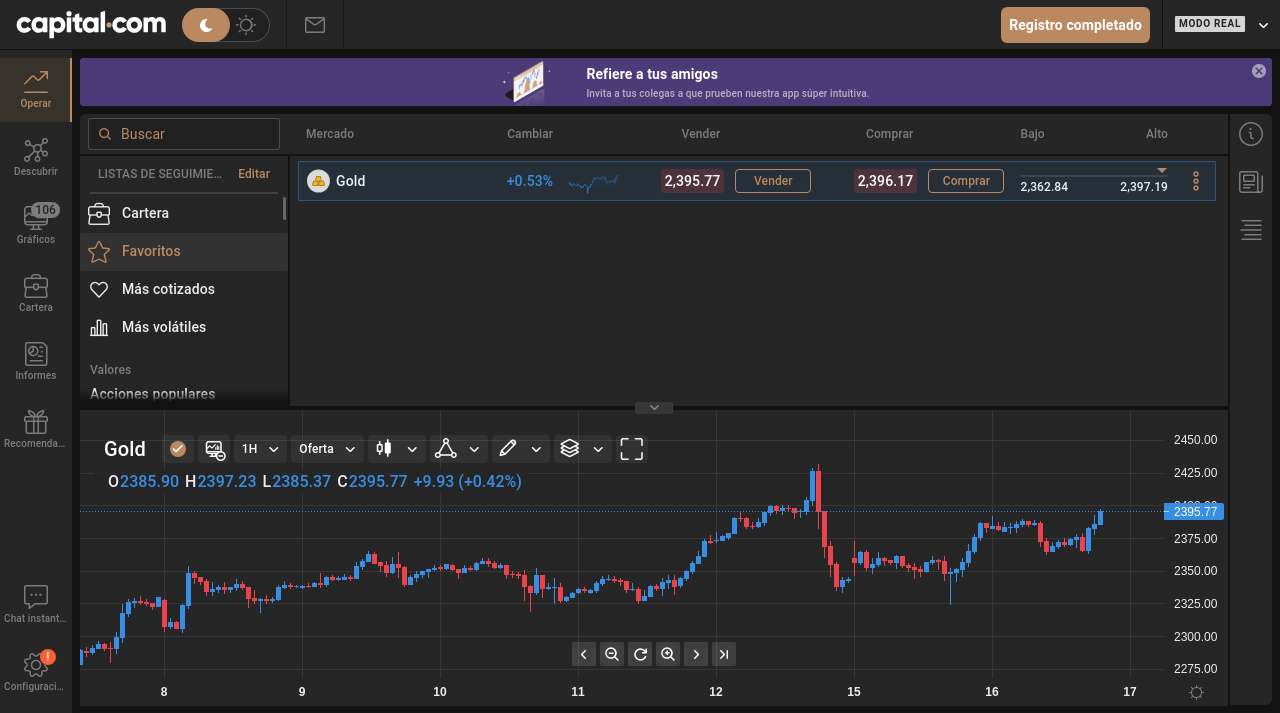 capital.com
Registro completado
MODO REAL
Operar
Descubrir
106
Gráficos
Cartera
Informes
Recomenda...
Chat instant...
!
Configuraci...
Refiere a tus amigos
Invita a tus colegas a que prueben nuestra app súper intuitiva.
Buscar
LISTAS DE SEGUIMIE... Editar
Cartera
Favoritos
Más cotizados
Más volátiles
Valores
Acciones populares
Mercado Cambiar Vender Comprar Bajo Alto
Gold +0.53% 2,395.77 Vender 2,396.17 Comprar 2,362.84 2,397.19
Gold 1H Oferta
O2385.90 H2397.23 L2385.37 C2395.77 +9.93 (+0.42%)
2450.00
2425.00
2400.00
2395.77
2375.00
2350.00
2325.00
2300.00
2275.00
8 9 10 11 12 15 16 17